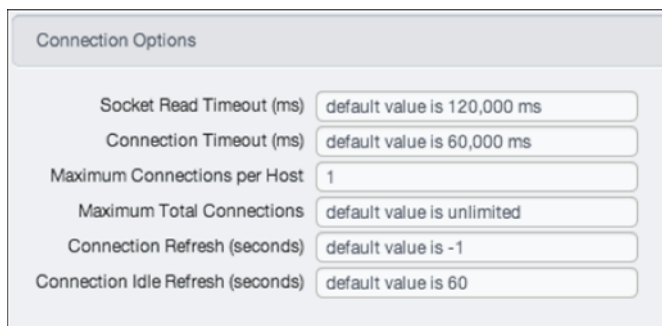 Connection Options
Socket Read Timeout (ms) default value is 120,000 ms
Connection Timeout (ms) default value is 60,000 ms
Maximum Connections per Host 1
Maximum Total Connections default value is unlimited
Connection Refresh (seconds) default value is -1
Connection Idle Refresh (seconds) default value is 60